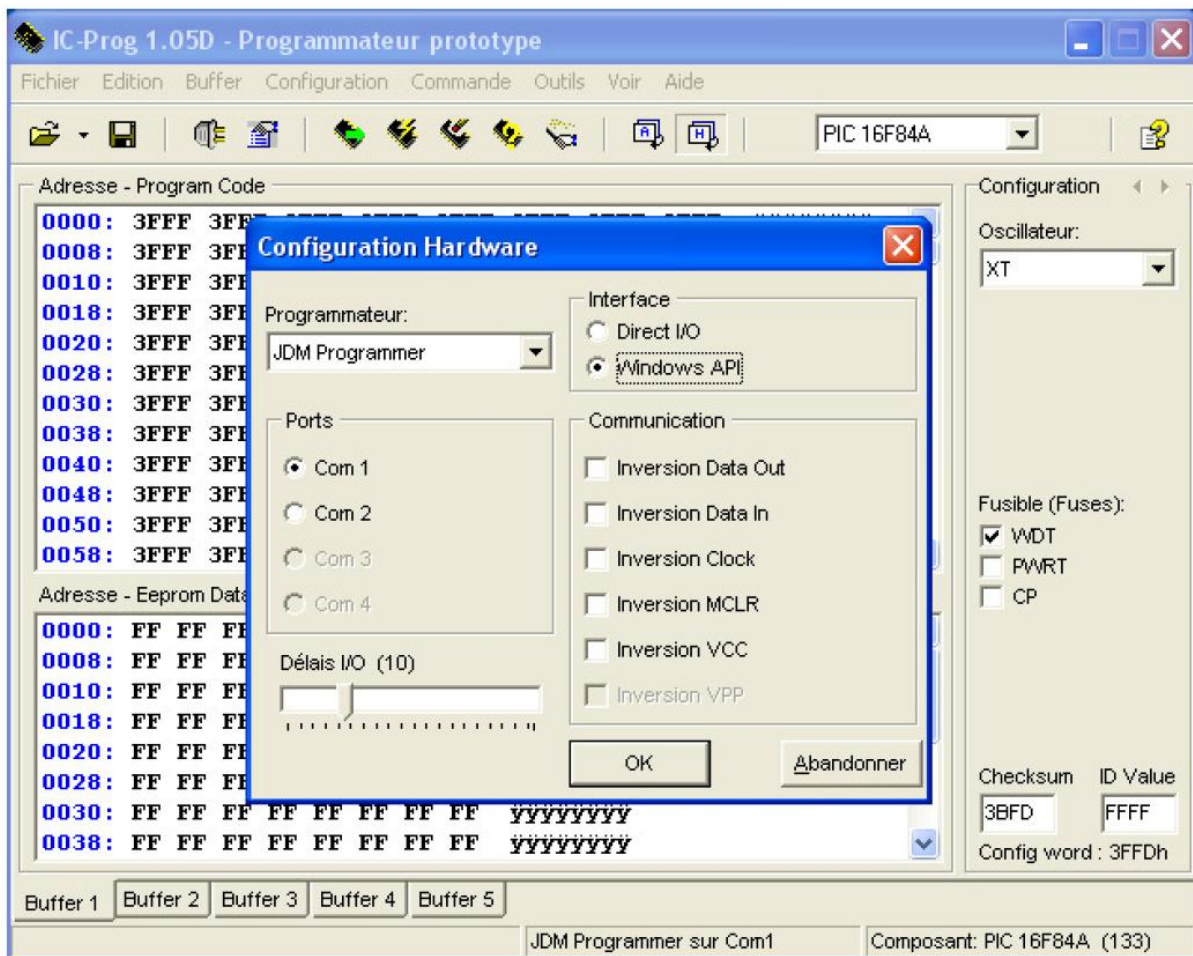 IC-Prog 1.05D - Programmateur prototype
Fichier Edition Buffer Configuration Commande Outils Voir Aide
PIC 16F84A
Adresse - Program Code
0000: 3FFF
0008: 3FFF
0010: 3FFF
0018: 3FFF
0020: 3FFF
0028: 3FFF
0030: 3FFF
0038: 3FFF
0040: 3FFF
0048: 3FFF
0050: 3FFF
0058: 3FFF
Adresse - Eeprom Data
0000: FF FF
0008: FF FF
0010: FF FF
0018: FF FF
0020: FF FF
0028: FF FF
0030: FF FF FF FF FF FF FF FF ÿÿÿÿÿÿÿÿ
0038: FF FF FF FF FF FF FF FF ÿÿÿÿÿÿÿÿ
Configuration Hardware
Programmateur:
JDM Programmer
Ports
Com 1
Com 2
Com 3
Com 4
Délais I/O (10)
Interface
Direct I/O
Windows API
Communication
Inversion Data Out
Inversion Data In
Inversion Clock
Inversion MCLR
Inversion VCC
Inversion VPP
OK Abandonner
Configuration
Oscillateur:
XT
Fusible (Fuses):
WDT
PWRT
CP
Checksum ID Value
3BFD FFFF
Config word : 3FFDh
Buffer 1 Buffer 2 Buffer 3 Buffer 4 Buffer 5
JDM Programmer sur Com1 Composant: PIC 16F84A (133)